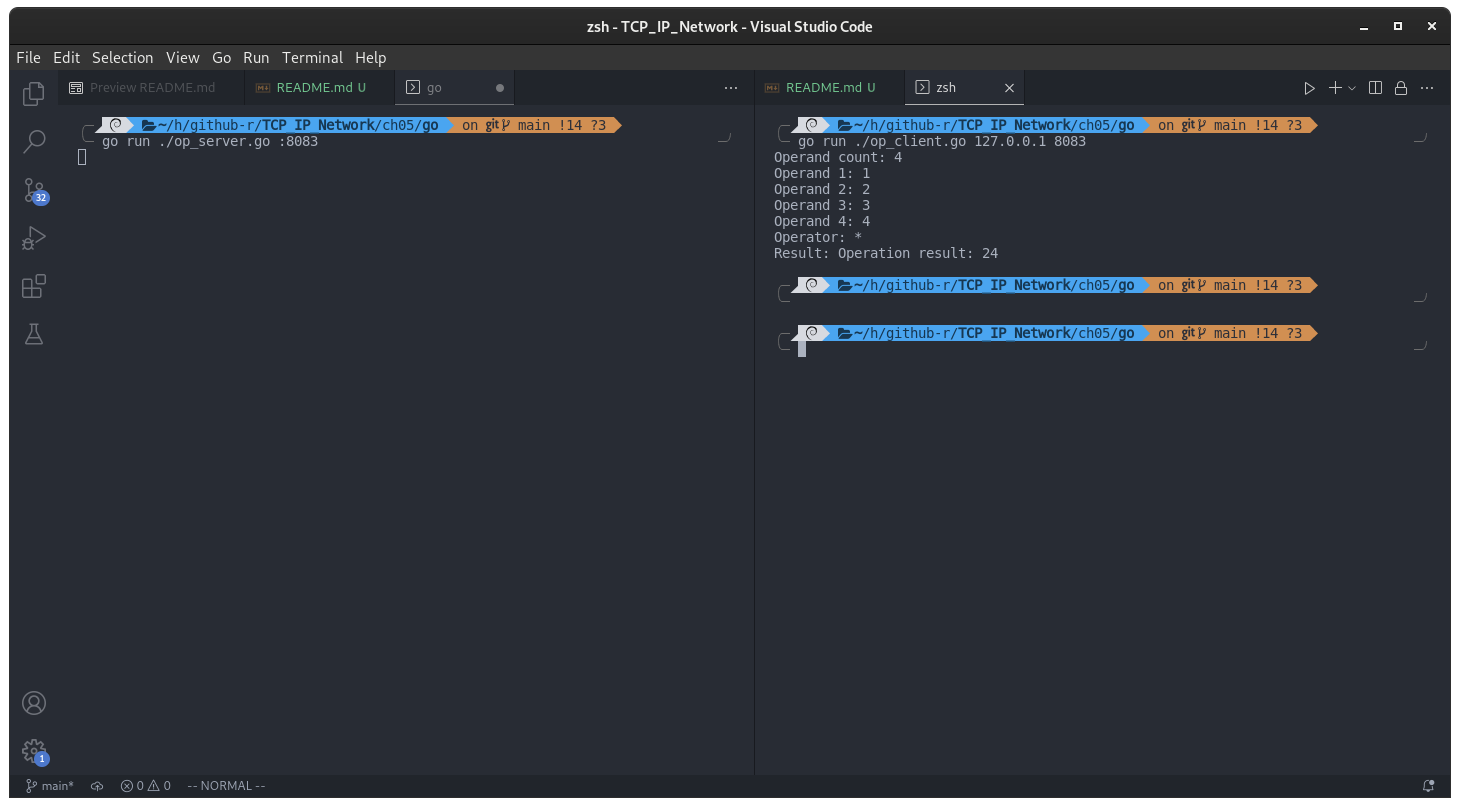 zsh - TCP_IP_Network - Visual Studio Code
File Edit Selection View Go Run Terminal Help
Preview README.md
README.md U
go
README.md U
zsh
~/h/github-r/TCP_IP_Network/ch05/go on git main !14 ?3
go run ./op_server.go :8083
~/h/github-r/TCP_IP_Network/ch05/go on git main !14 ?3
go run ./op_client.go 127.0.0.1 8083
Operand count: 4
Operand 1: 1
Operand 2: 2
Operand 3: 3
Operand 4: 4
Operator: *
Result: Operation result: 24
~/h/github-r/TCP_IP_Network/ch05/go on git main !14 ?3
~/h/github-r/TCP_IP_Network/ch05/go on git main !14 ?3
32
1
main* 0 0 -- NORMAL --